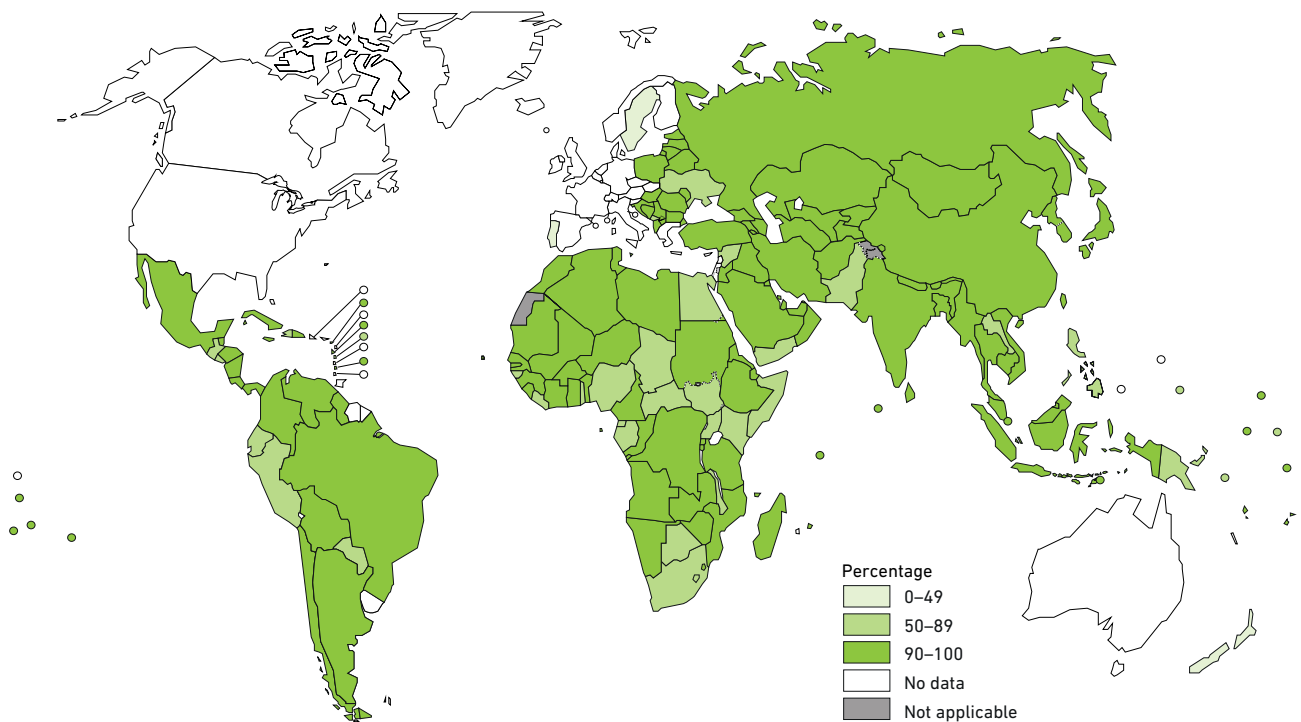 Percentage
0–49
50–89
90–100
No data
Not applicable